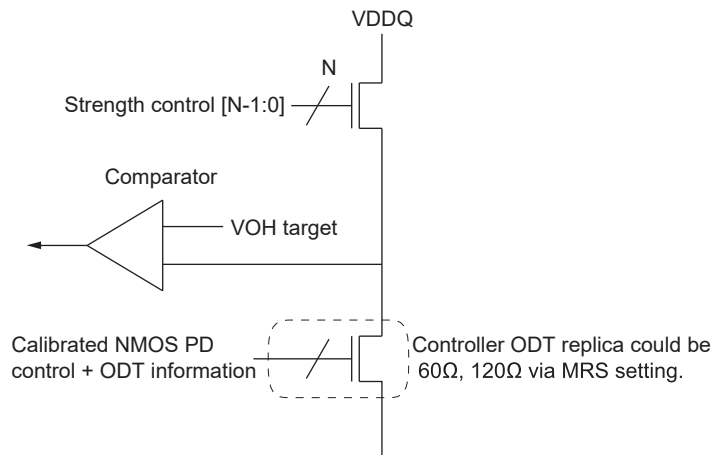 VDDQ
N
Strength control [N-1:0]
Comparator
VOH target
Calibrated NMOS PD
control + ODT information
Controller ODT replica could be
60Ω, 120Ω via MRS setting.